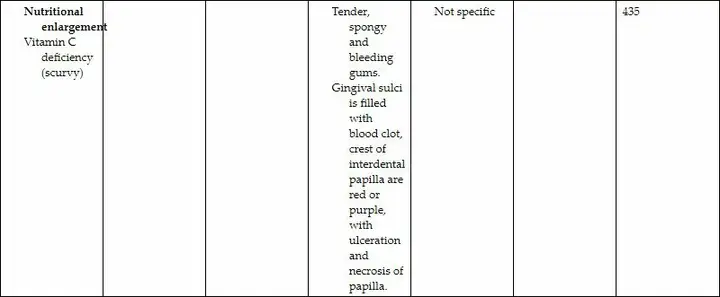 Nutritional
enlargement
Vitamin C
deficiency
(scurvy)
Tender,
spongy
and
bleeding
gums.
Gingival sulci
is filled
with
blood clot,
crest of
interdental
papilla are
red or
purple,
with
ulceration
and
necrosis of
papilla.
Not specific
435